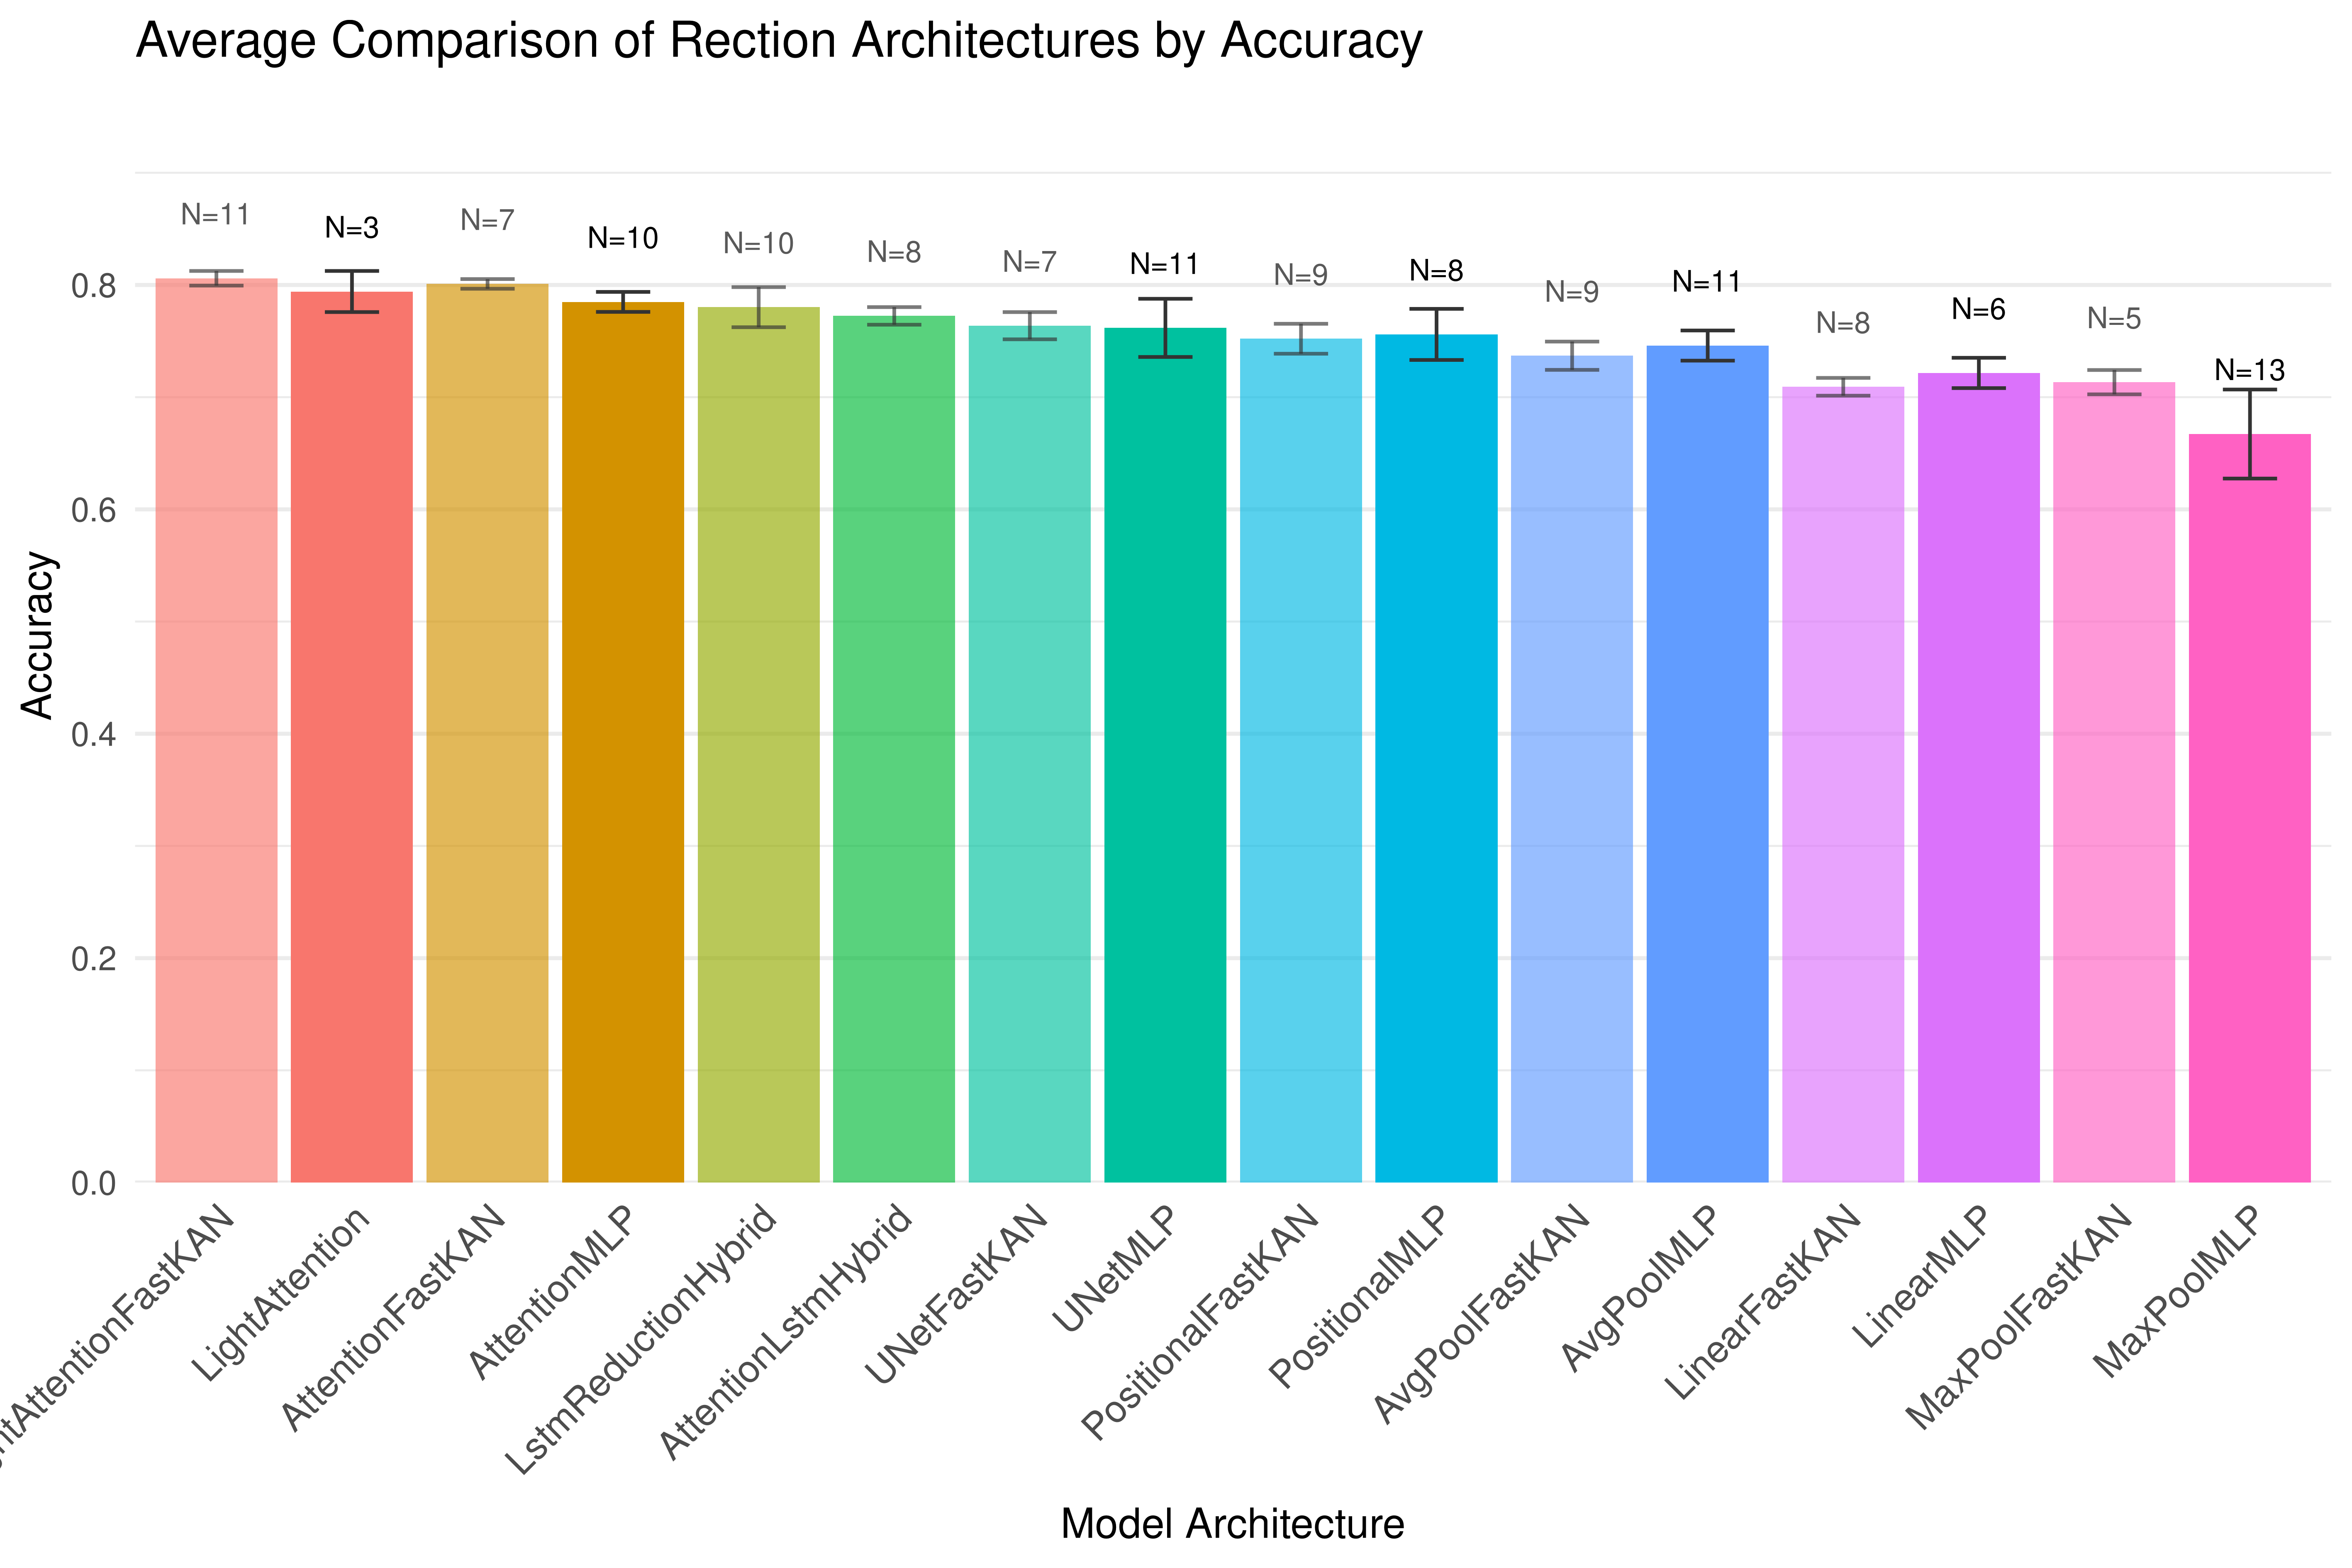 Average Comparison of Rection Architectures by Accuracy
N=11
N=3
N=7
N=10
N=10
N=8
N=7
N=11
N=9
N=8
N=9
N=11
N=8
N=6
N=5
N=13
Accuracy
0.8
0.6
0.4
0.2
0.0
AttentionFastKAN
LightAttention
AttentionFastKAN
AttentionMLP
LstmReductionHybrid
AttentionLstmHybrid
UNetFastKAN
UNetMLP
PositionalFastKAN
PositionalMLP
AvgPoolFastKAN
AvgPoolMLP
LinearFastKAN
LinearMLP
MaxPoolFastKAN
MaxPoolMLP
Model Architecture